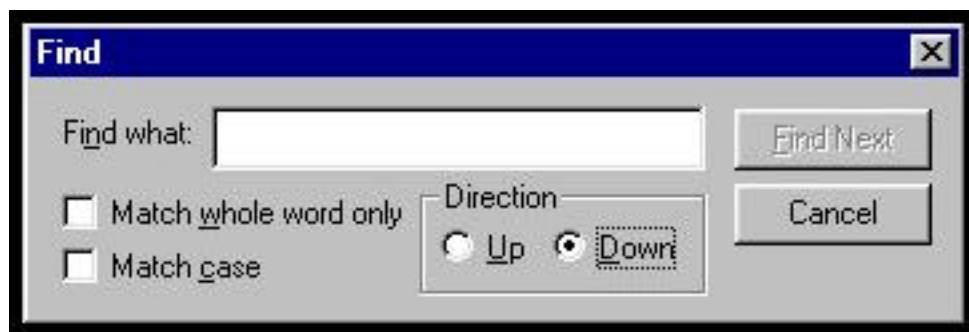 Find
Find what:
Find Next
Match whole word only
Direction
Cancel
Up
Down
Match case